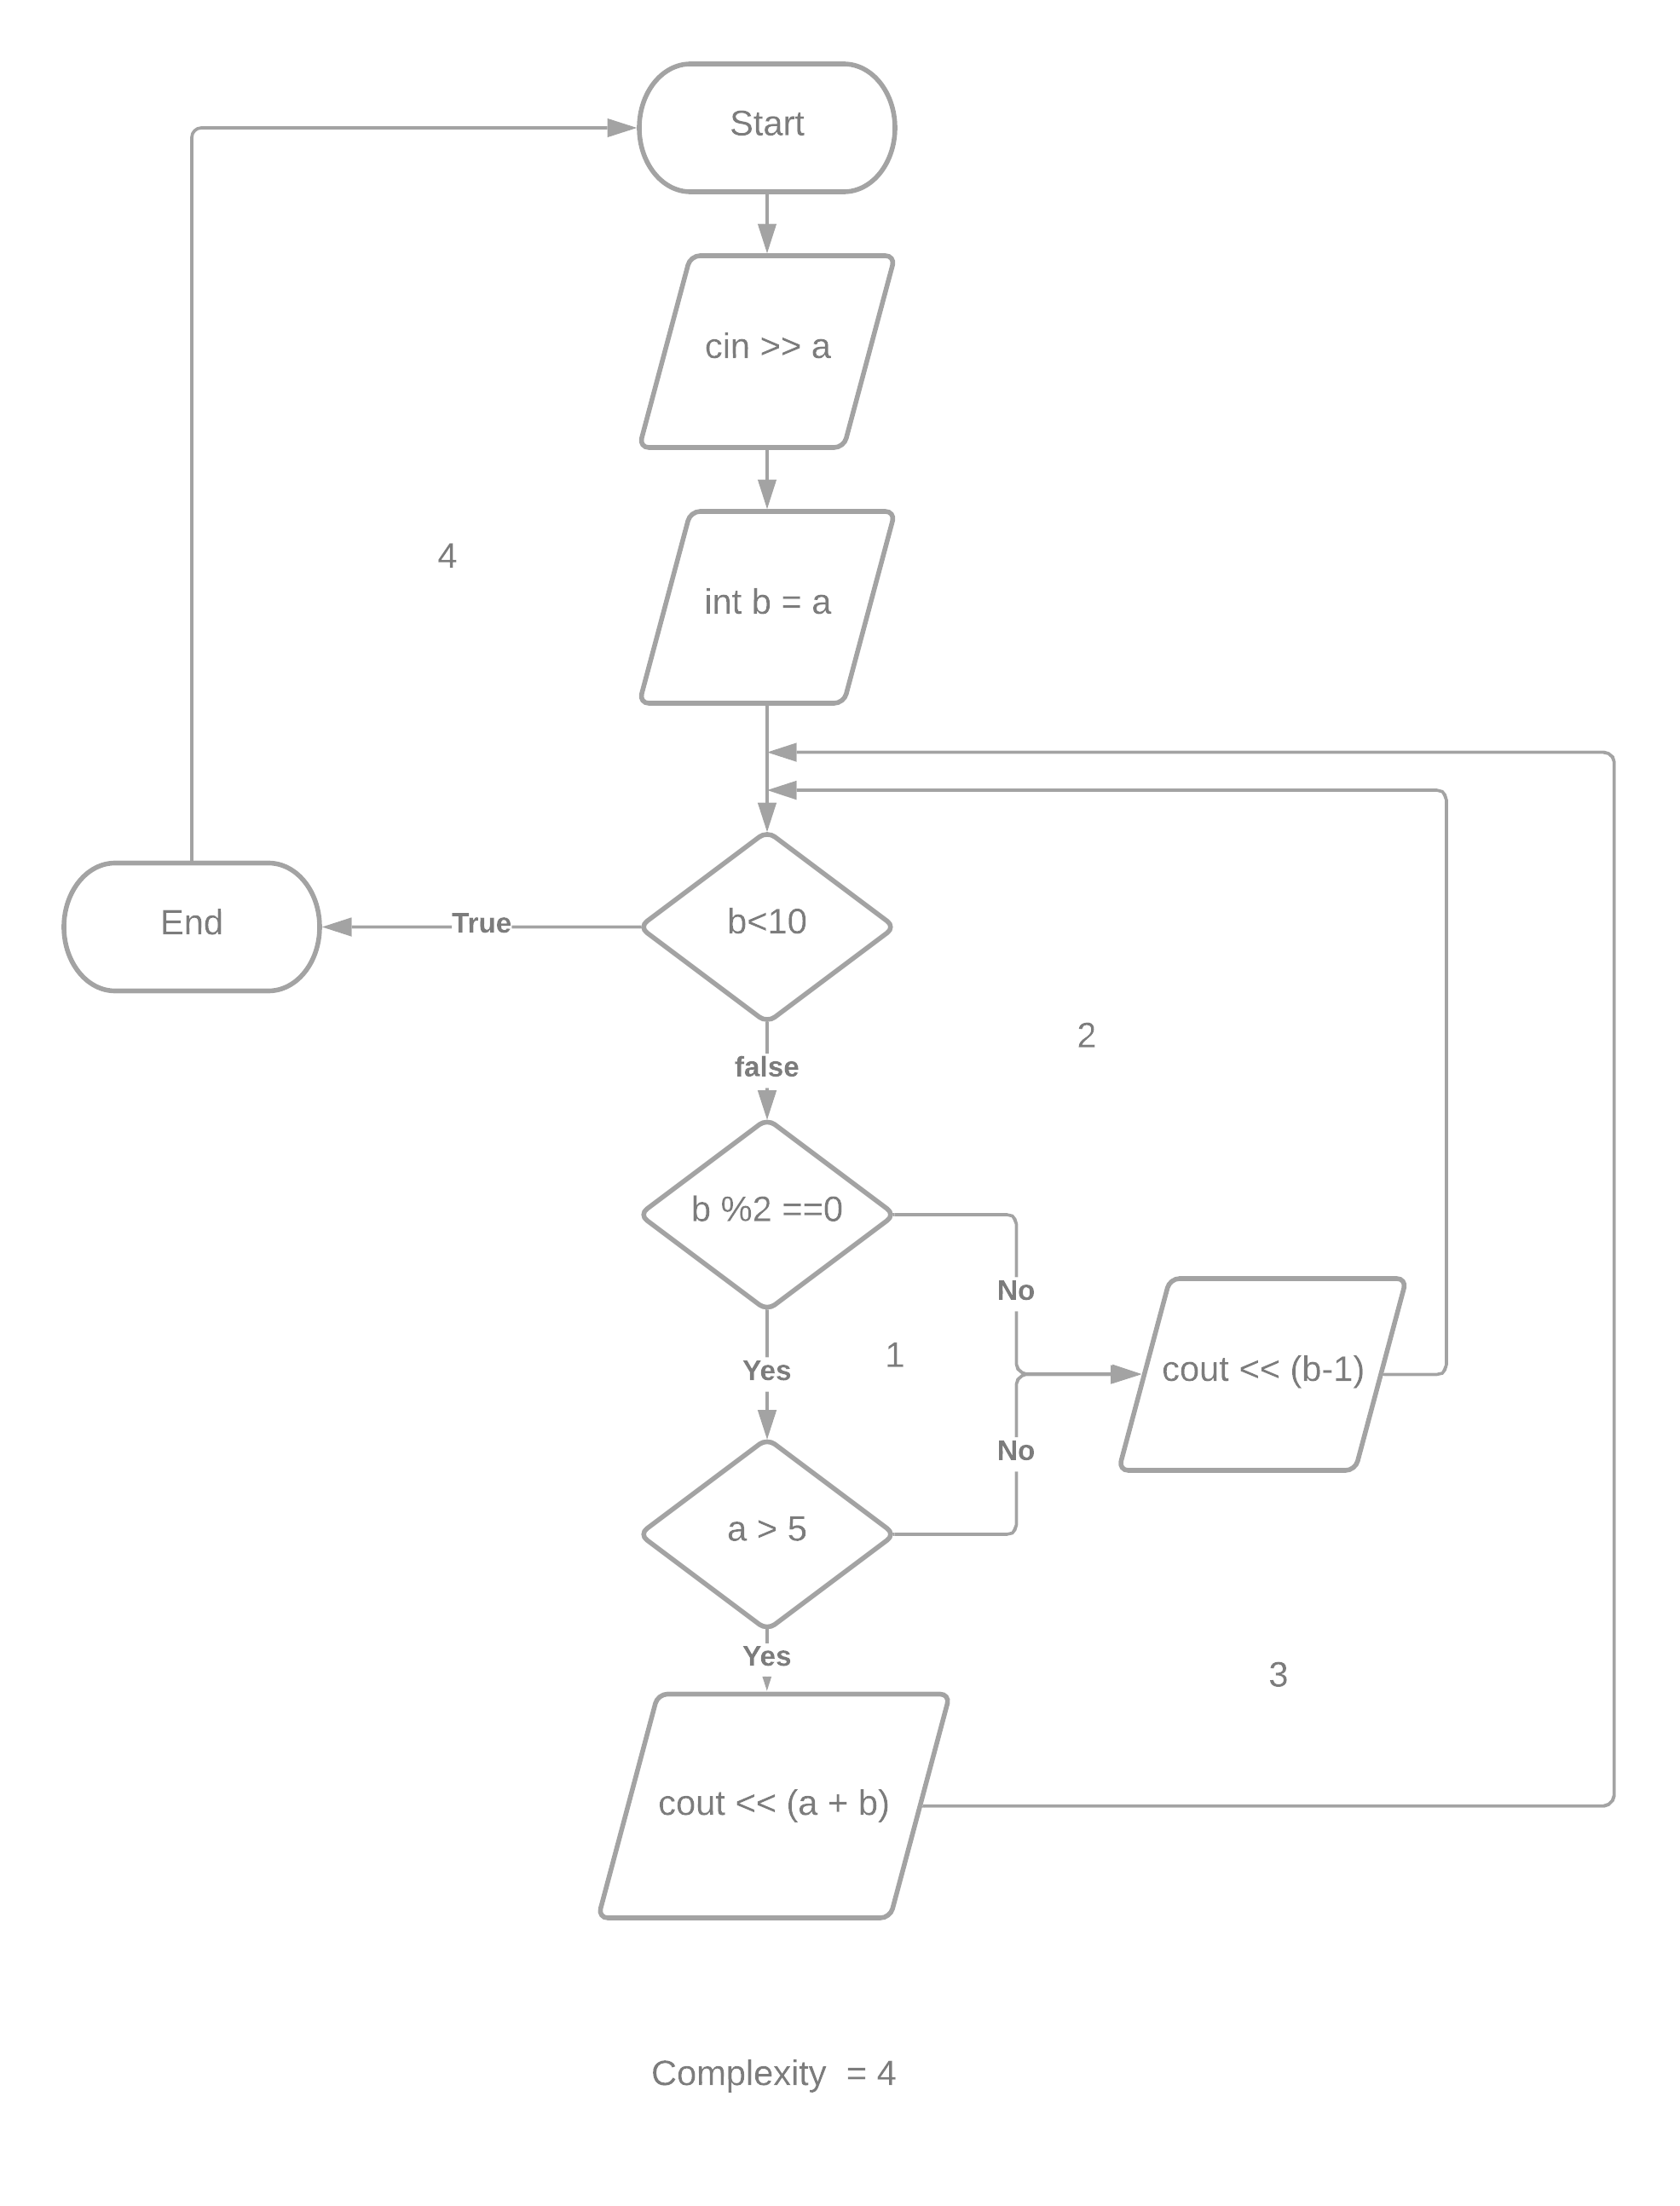 Start
cin >> a
4
int b = a
End
True
b<10
2
false
b %2 ==0
No
1
Yes
cout << (b-1)
No
a > 5
Yes
3
cout << (a + b)
Complexity  = 4